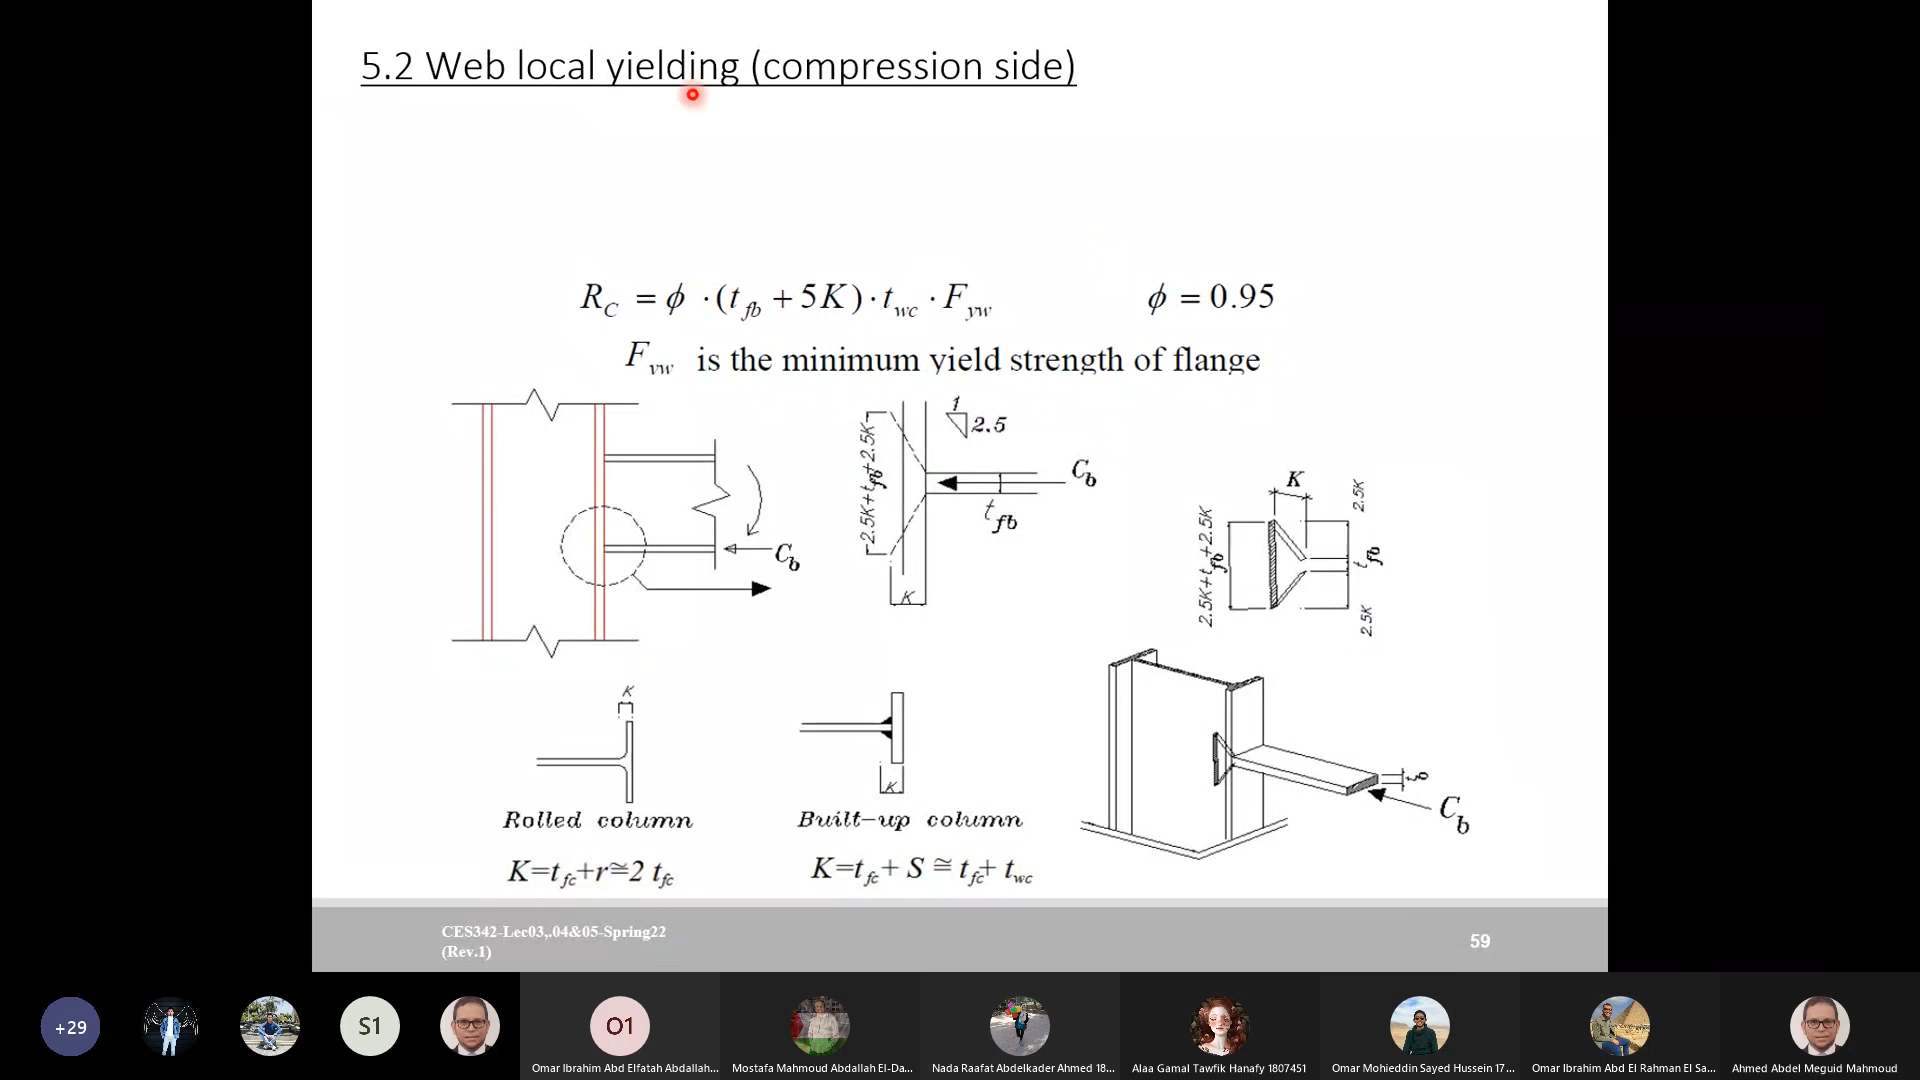 5.2 Web local yielding (compression side)
R_C = ϕ · (t_fb + 5K) · t_wc · F_yw
ϕ = 0.95
F_yw is the minimum yield strength of flange
C_b
2.5K+t_fb+2.5K
1
2.5
C_b
t_fb
K
K
2.5K
2.5K+t_fb+2.5K
t_fb
2.5K
K
Rolled column
K=t_fc+r≅2 t_fc
K
Built-up column
K=t_fc+ S ≅ t_fc+ t_wc
C_b
CES342-Lec03,.04&05-Spring22
(Rev.1)
59
+29
S1
O1
Omar Ibrahim Abd Elfatah Abdallah...
Mostafa Mahmoud Abdallah El-Da...
Nada Raafat Abdelkader Ahmed 18...
Alaa Gamal Tawfik Hanafy 1807451
Omar Mohieddin Sayed Hussein 17...
Omar Ibrahim Abd El Rahman El Sa...
Ahmed Abdel Meguid Mahmoud